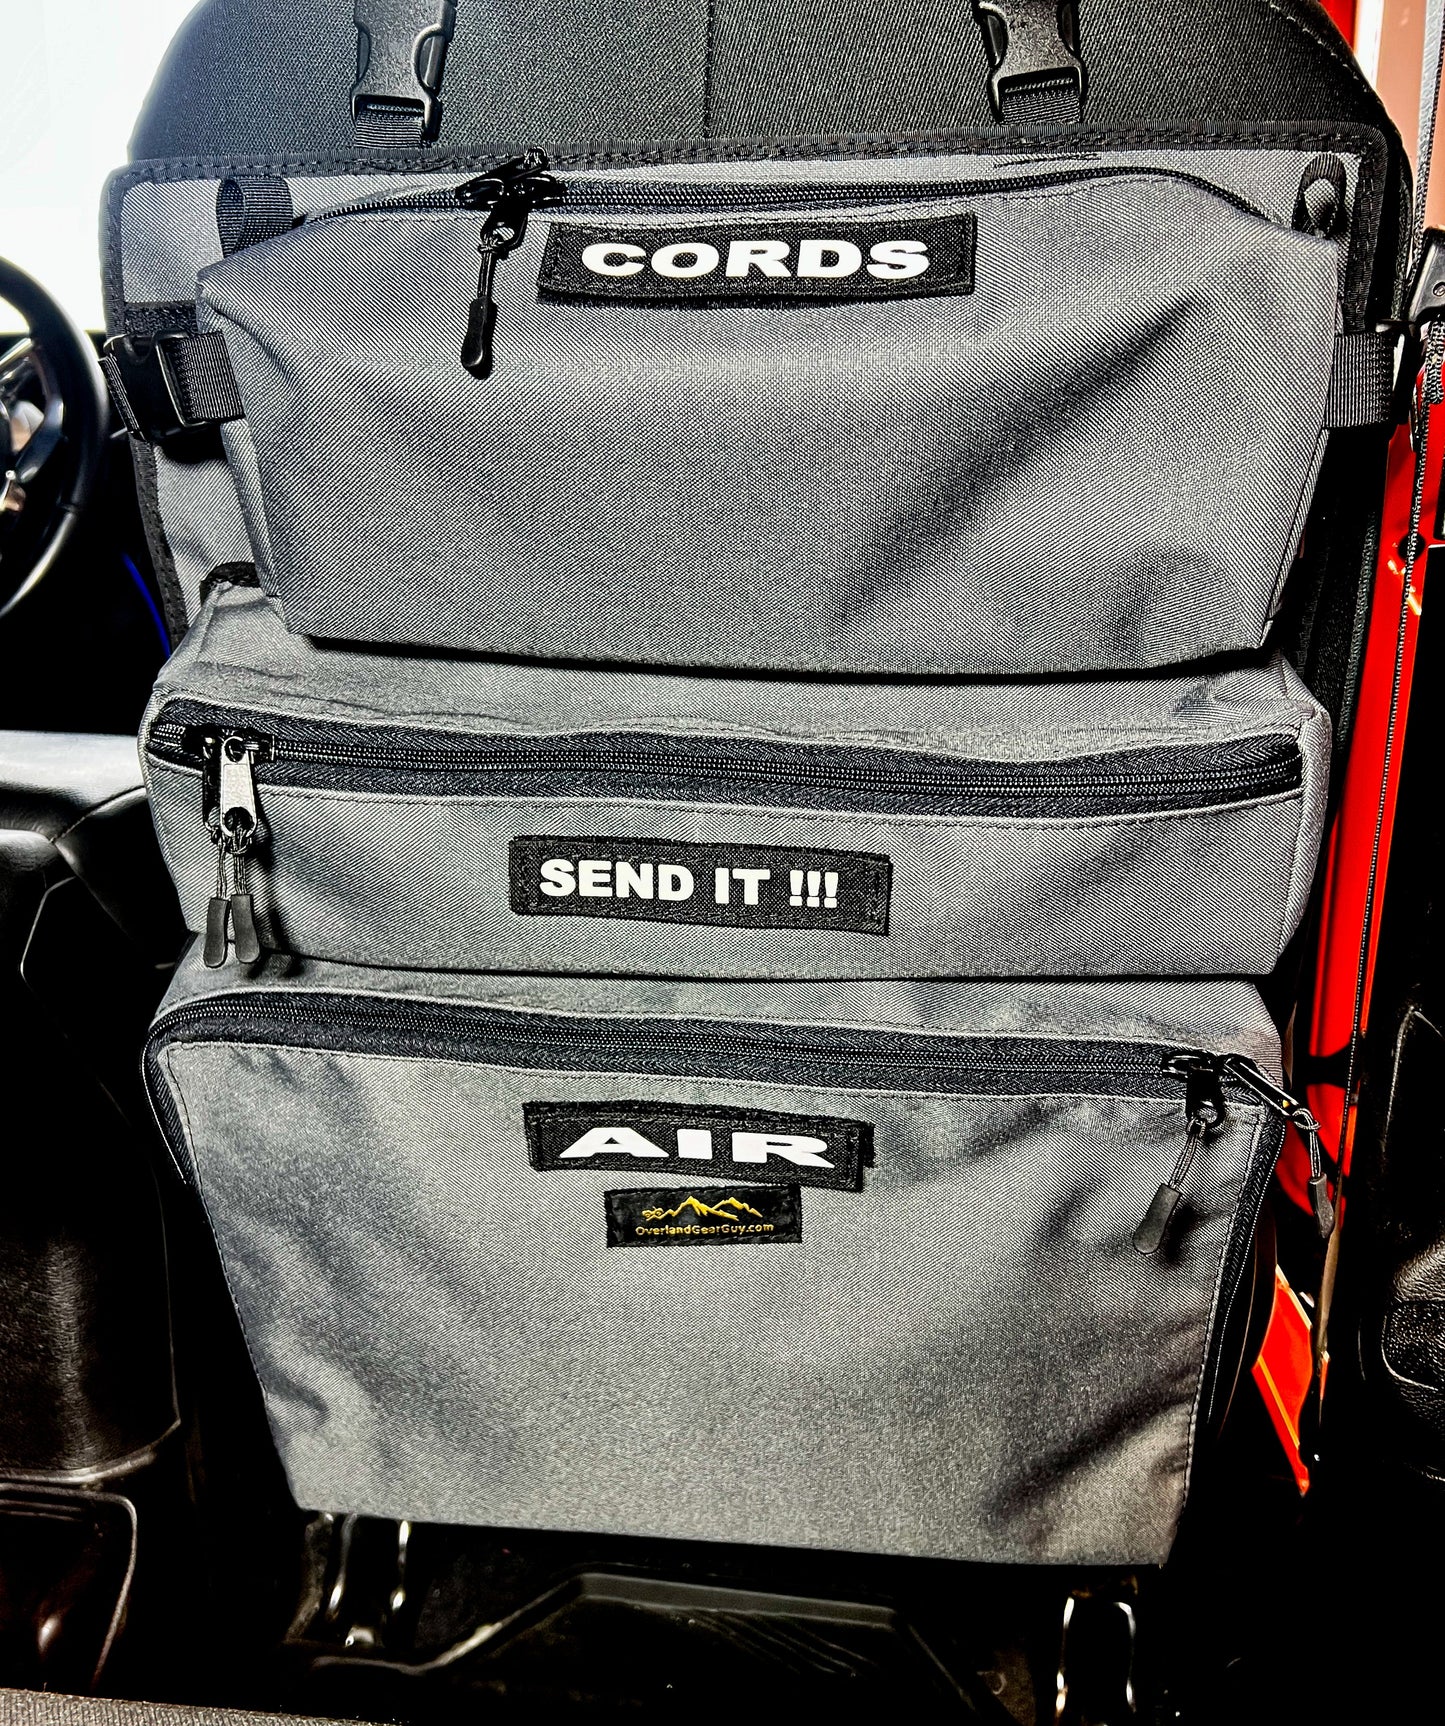 CORDS
SEND IT !!!
AIR
OverlandGearGuy.com